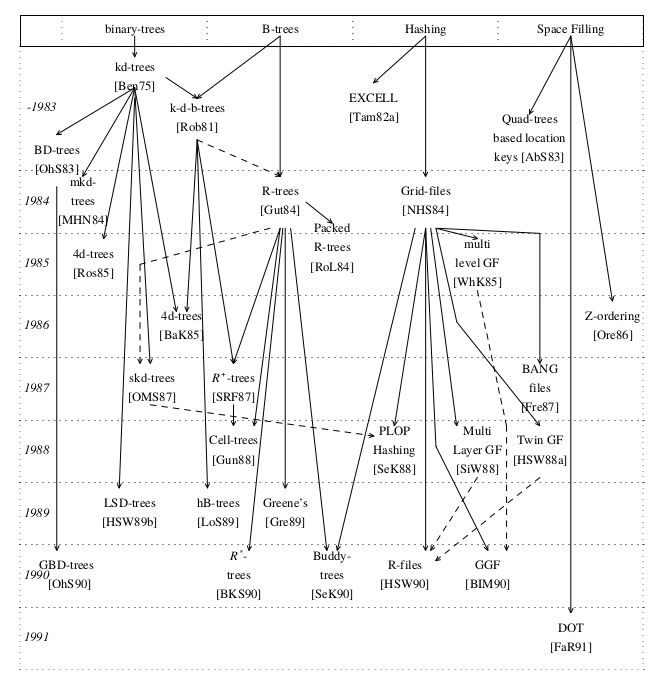 binary-trees B-trees Hashing Space Filling
kd-trees
[Ben75]
k-d-b-trees
[Rob81]
EXCELL
[Tam82a]
-1983
Quad-trees
based location
keys [AbS83]
BD-trees
[OhS83]
mkd-
trees
[MHN84]
1984
R-trees
[Gut84]
Grid-files
[NHS84]
Packed
R-trees
[RoL84]
4d-trees
[Ros85]
1985
multi
level GF
[WhK85]
4d-trees
[BaK85]
1986
Z-ordering
[Ore86]
skd-trees
[OMS87]
1987
R+-trees
[SRF87]
BANG
files
[Fre87]
Cell-trees
[Gun88]
1988
PLOP
Hashing
[SeK88]
Multi
Layer GF
[SiW88]
Twin GF
[HSW88a]
LSD-trees
[HSW89b]
1989
hB-trees
[LoS89]
Greene's
[Gre89]
GBD-trees
[OhS90]
1990
R*-
trees
[BKS90]
Buddy-
trees
[SeK90]
R-files
[HSW90]
GGF
[BIM90]
1991
DOT
[FaR91]